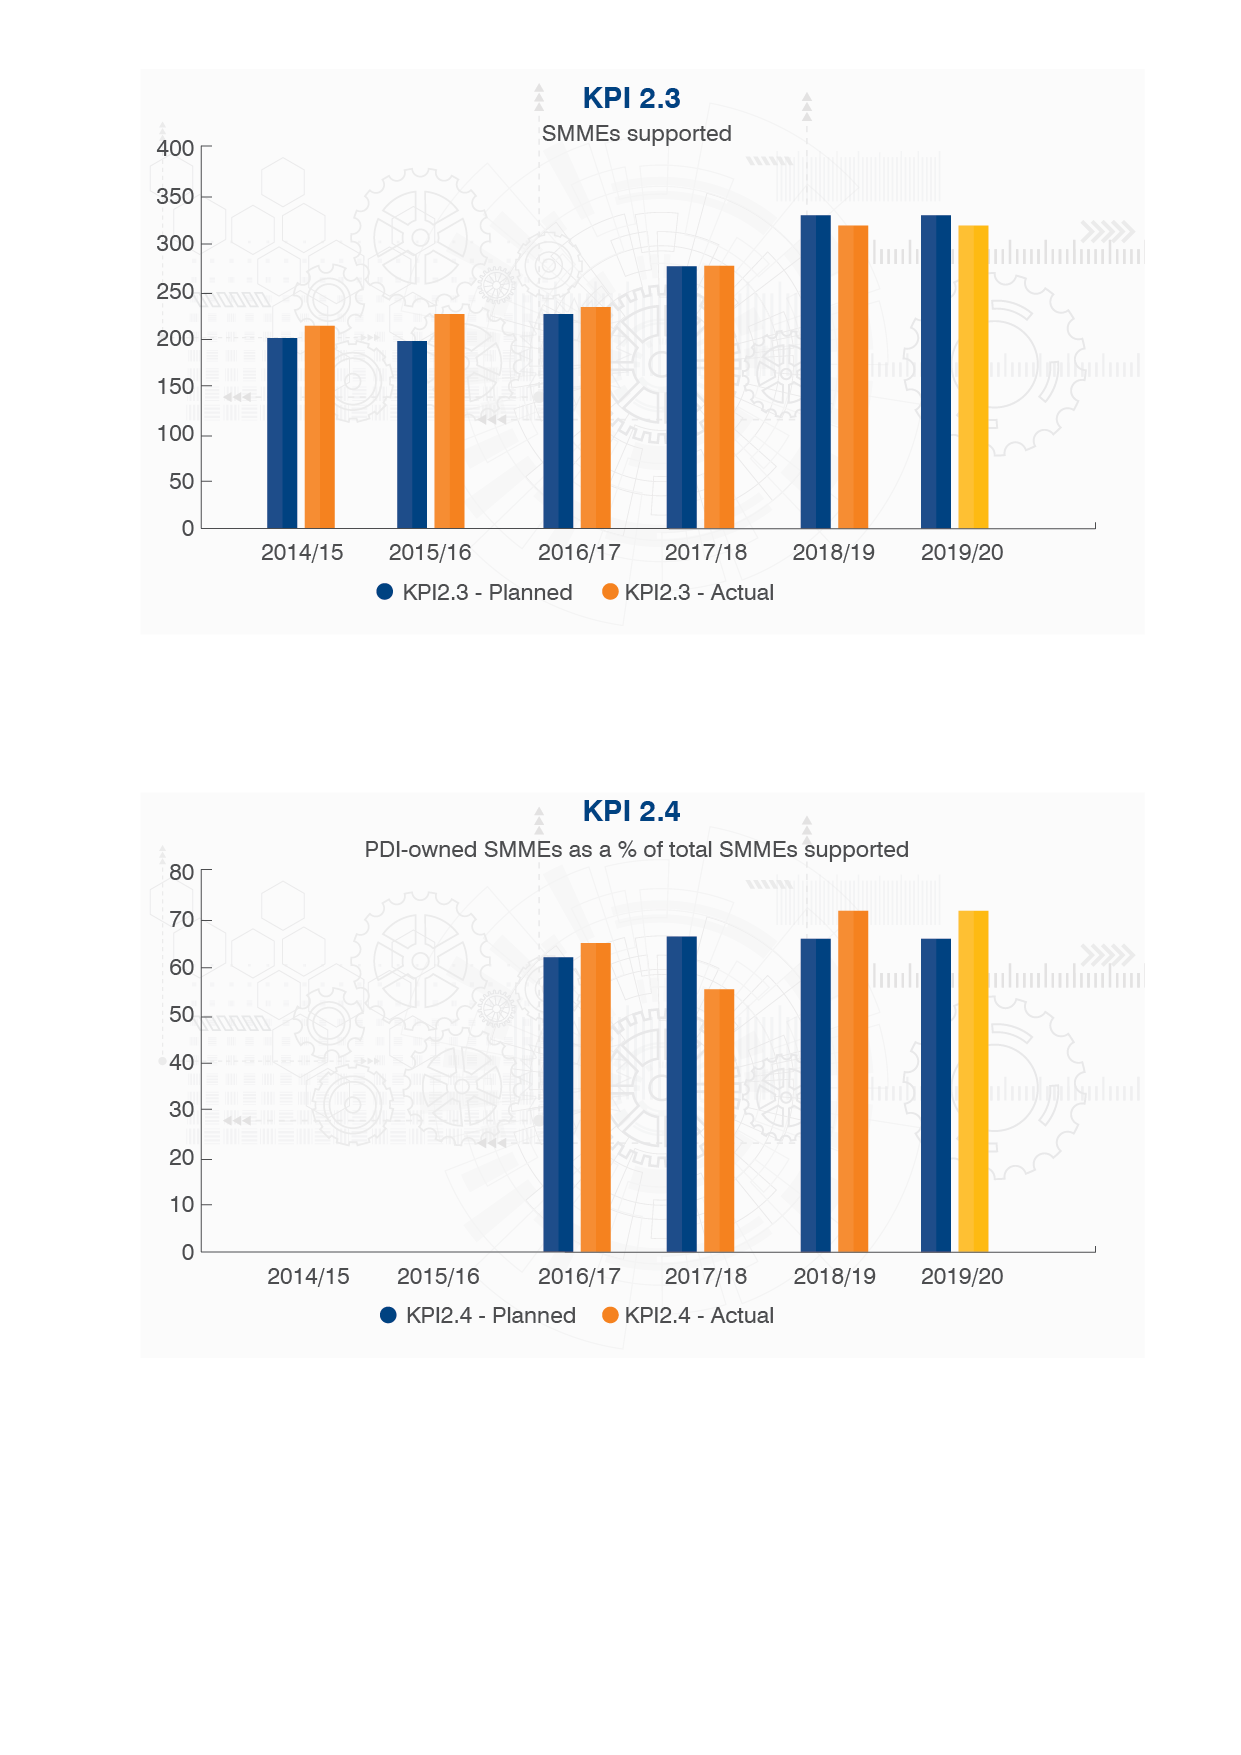 KPI 2.3
SMMEs supported
400
350
300
250
200
150
100
50
0
2014/15 2015/16 2016/17 2017/18 2018/19 2019/20
KPI2.3 - Planned KPI2.3 - Actual
KPI 2.4
PDI-owned SMMEs as a % of total SMMEs supported
80
70
60
50
40
30
20
10
0
2014/15 2015/16 2016/17 2017/18 2018/19 2019/20
KPI2.4 - Planned KPI2.4 - Actual